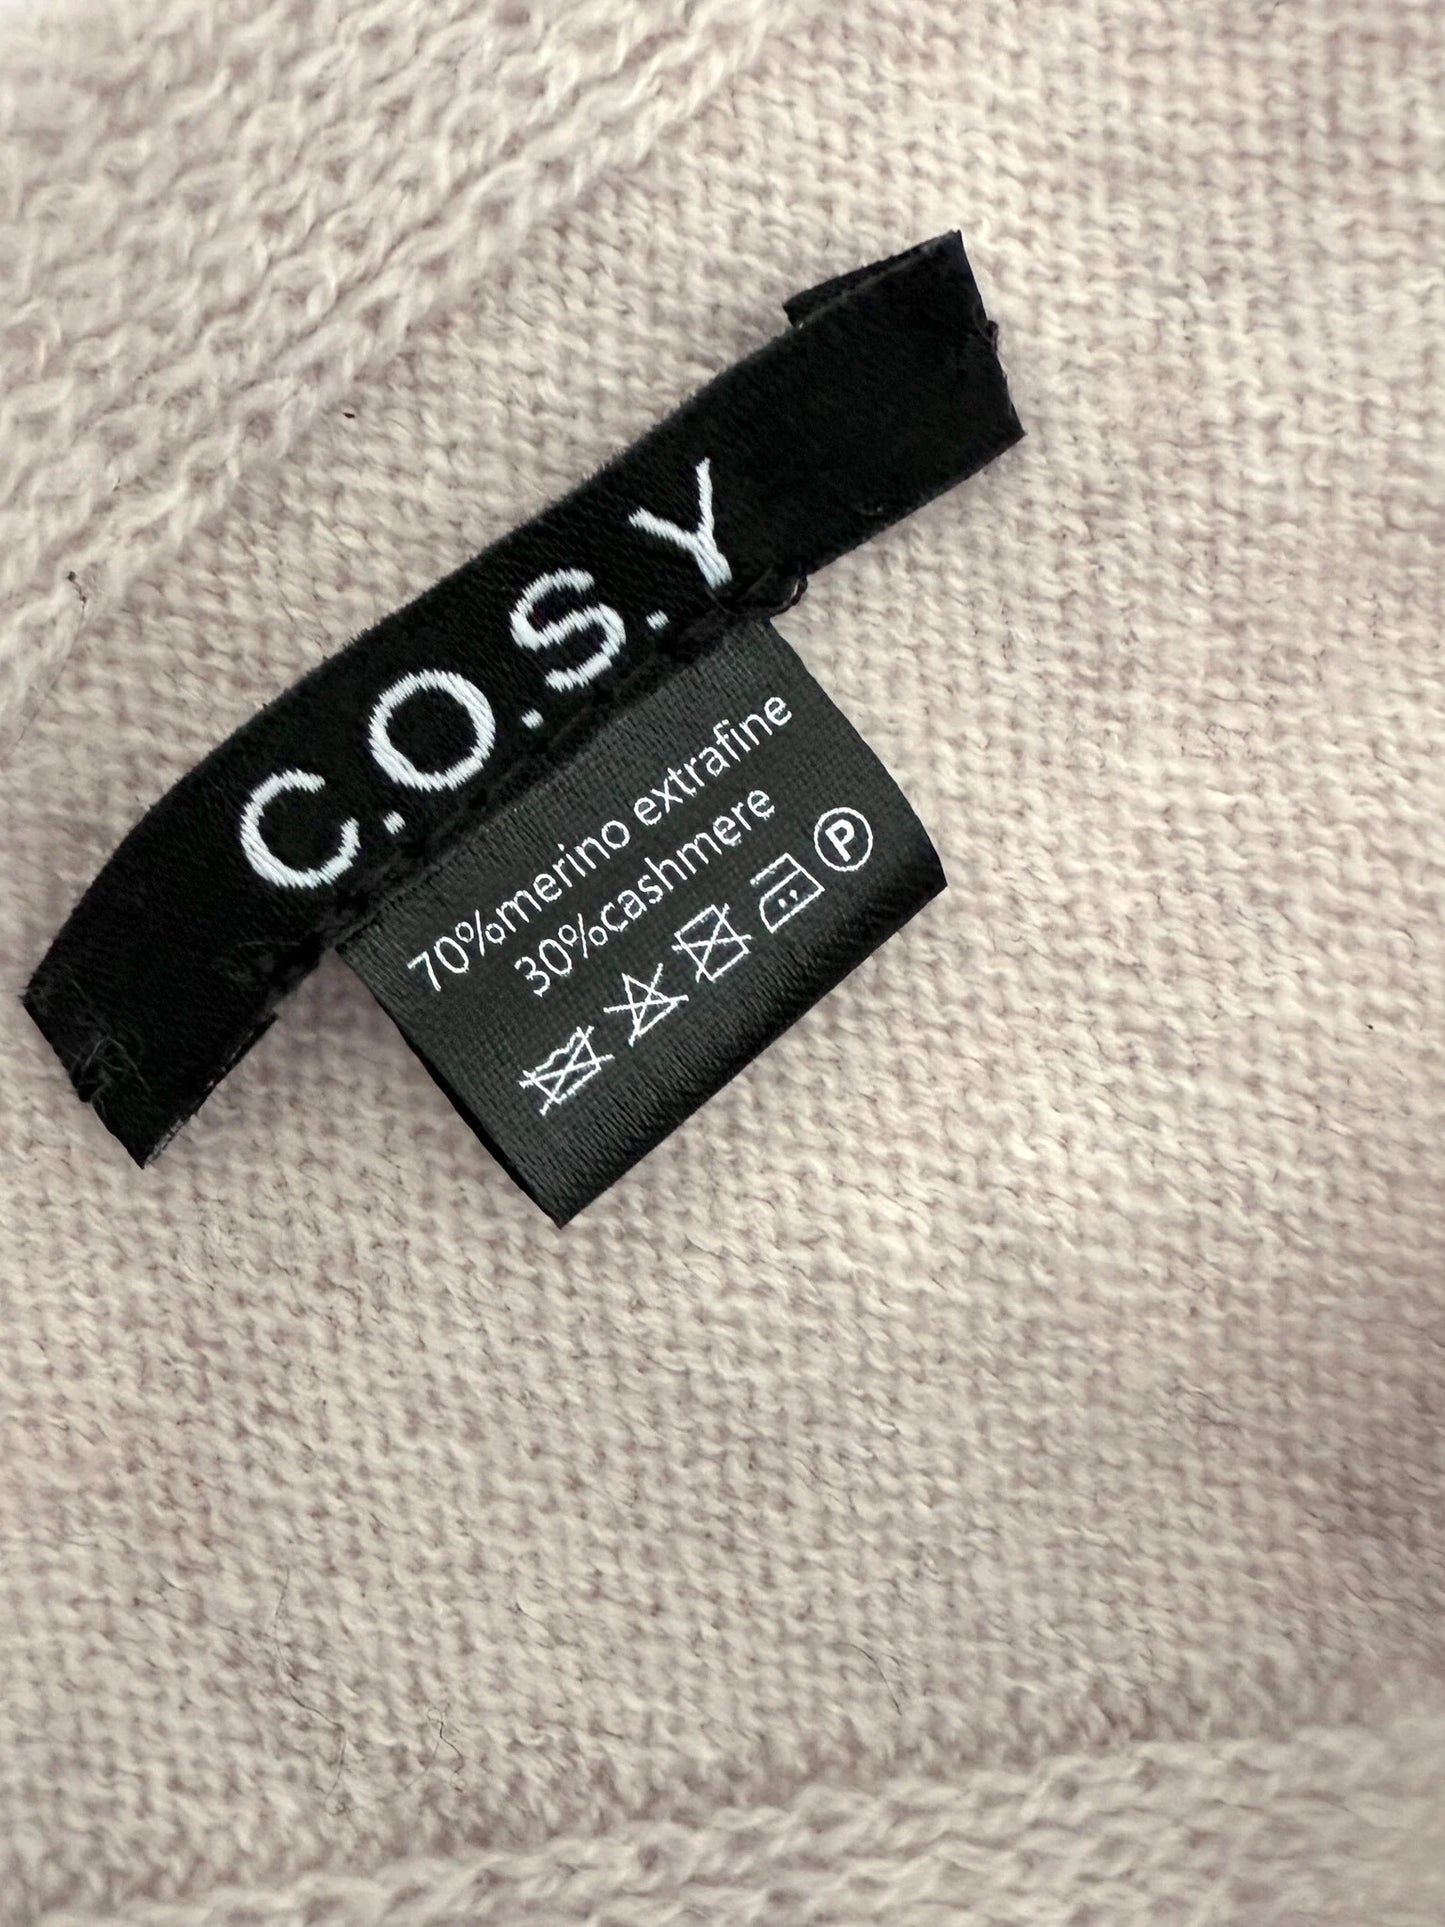 C.O.S.Y
70%merino extrafine
30%cashmere
P